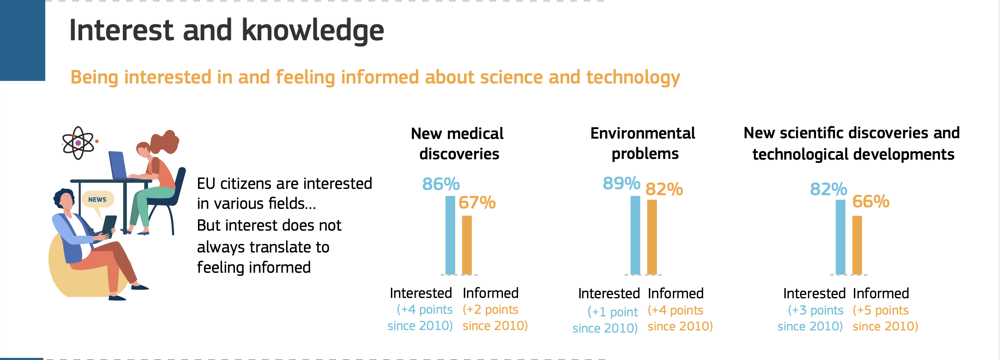 Interest and knowledge
Being interested in and feeling informed about science and technology
NEWS
EU citizens are interested
in various fields...
But interest does not
always translate to
feeling informed
New medical
discoveries
86%
67%
Interested Informed
(+4 points (+2 points
since 2010) since 2010)
Environmental
problems
89%
82%
Interested Informed
(+1 point (+4 points
since 2010) since 2010)
New scientific discoveries and
technological developments
82%
66%
Interested Informed
(+3 points (+5 points
since 2010) since 2010)